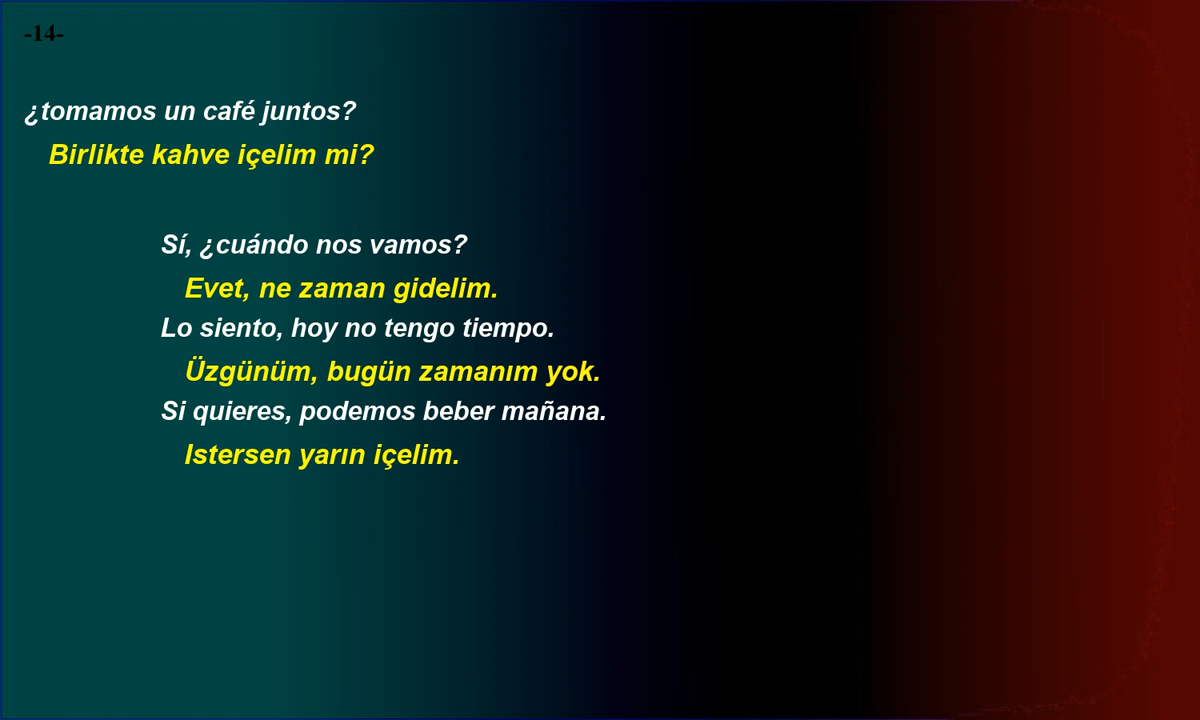 -14-
¿tomamos un café juntos?
Birlikte kahve içelim mi?
Sí, ¿cuándo nos vamos?
Evet, ne zaman gidelim.
Lo siento, hoy no tengo tiempo.
Üzgünüm, bugün zamanım yok.
Si quieres, podemos beber mañana.
Istersen yarın içelim.